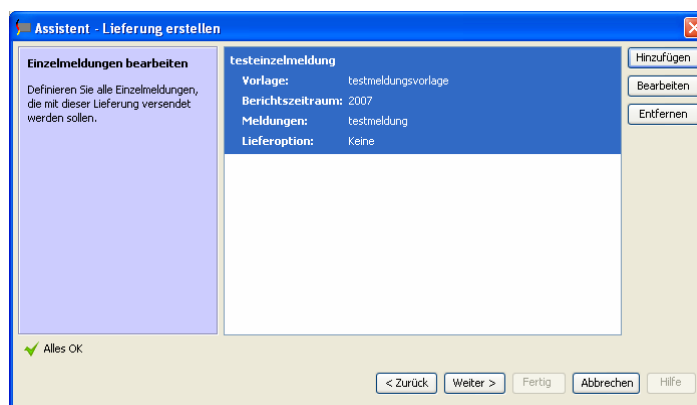 Assistent - Lieferung erstellen
Einzelmeldungen bearbeiten
Definieren Sie alle Einzelmeldungen,
die mit dieser Lieferung versendet
werden sollen.
testeinzelmeldung
Vorlage: testmeldungsvorlage
Berichtszeitraum: 2007
Meldungen: testmeldung
Lieferoption: Keine
Hinzufügen
Bearbeiten
Entfernen
Alles OK
< Zurück Weiter > Fertig Abbrechen Hilfe